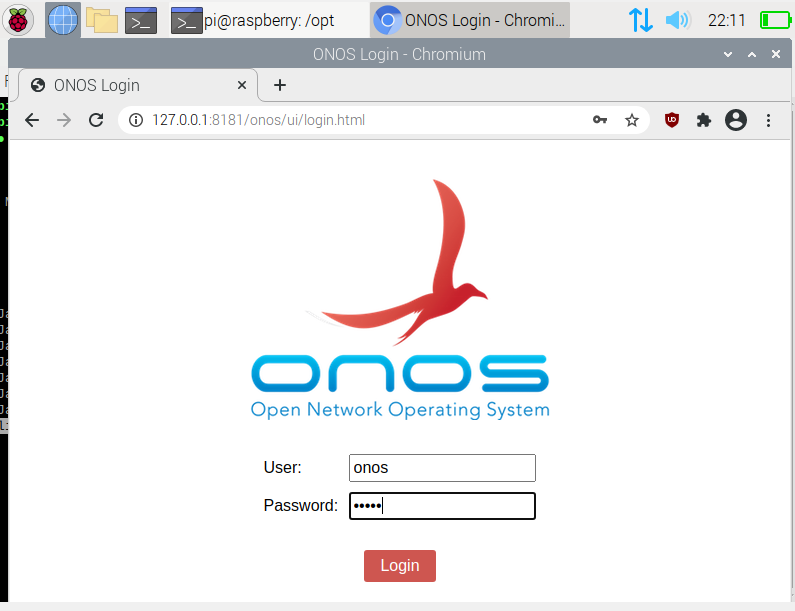 pi@raspberry: /opt
ONOS Login - Chromi...
22:11
ONOS Login - Chromium
ONOS Login
127.0.0.1:8181/onos/ui/login.html
onos
Open Network Operating System
User: onos
Password: •••••
Login